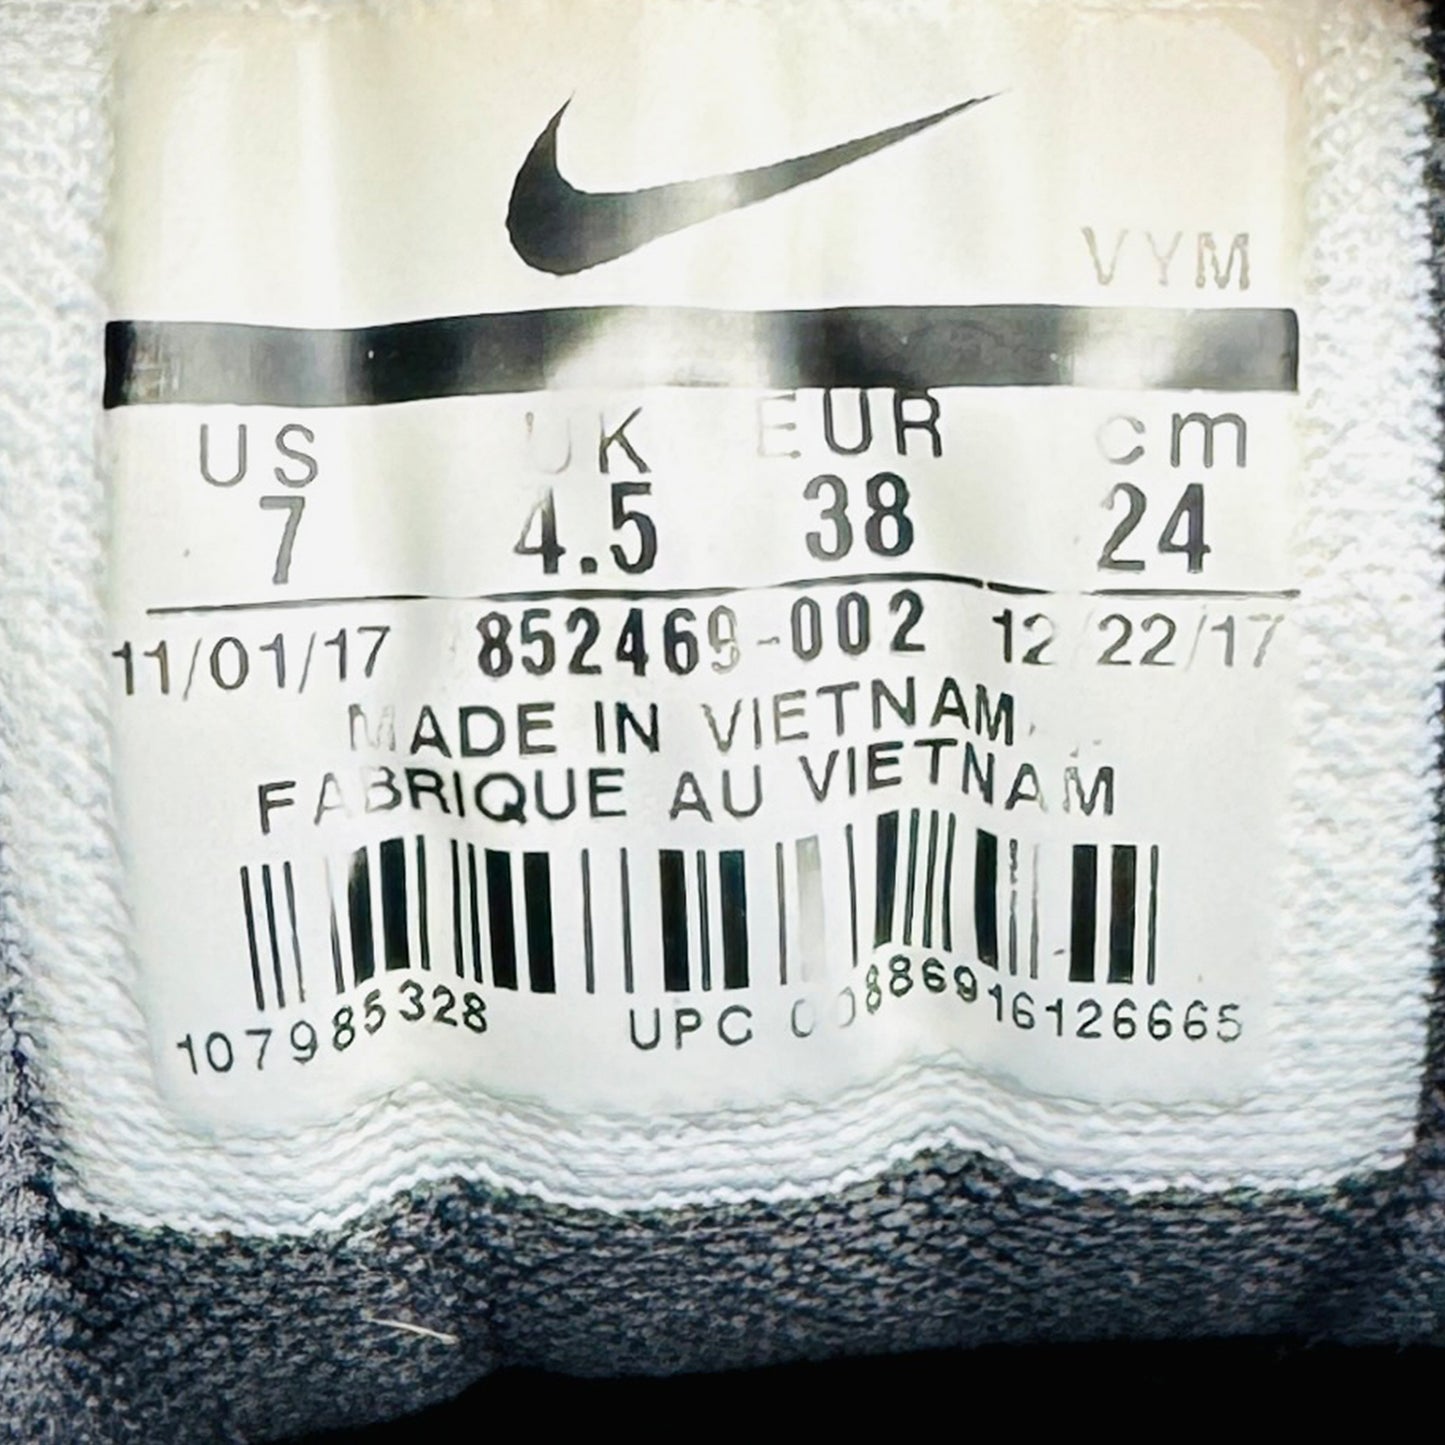 VYM
US UK EUR cm
7 4.5 38 24
11/01/17 852469-002 12/22/17
MADE IN VIETNAM
FABRIQUE AU VIETNAM
107985328 UPC 00886916126665